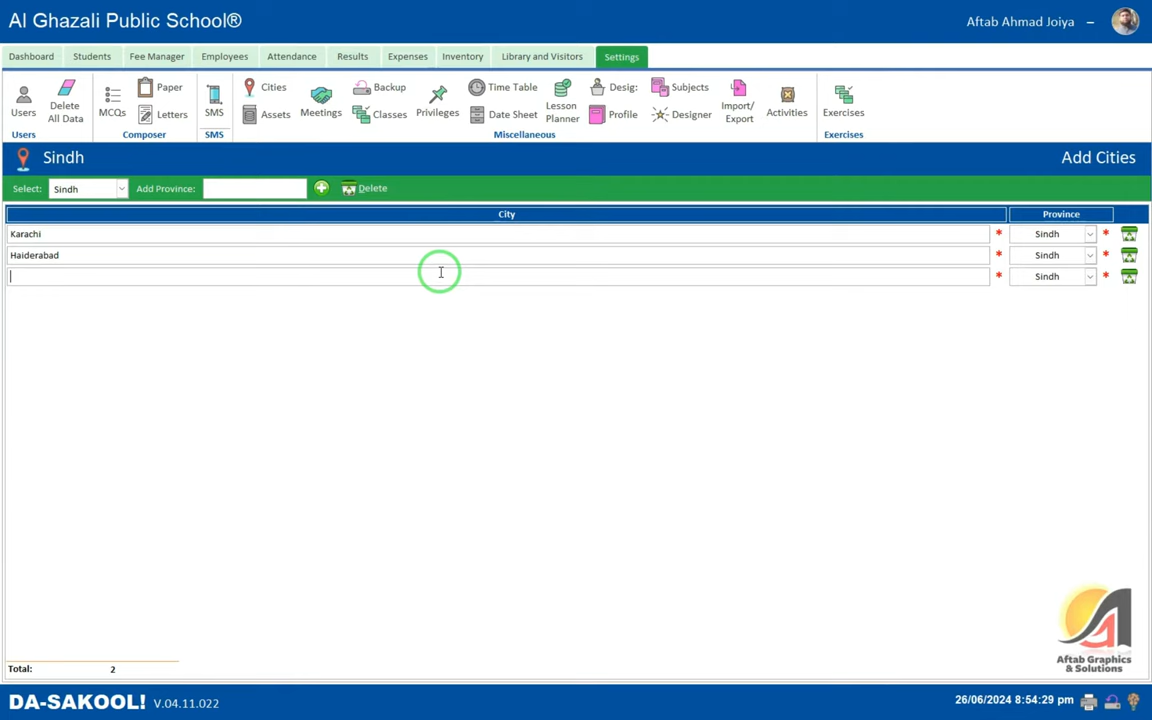 Al Ghazali Public School®
Aftab Ahmad Joiya
Dashboard Students Fee Manager Employees Attendance Results Expenses Inventory Library and Visitors Settings
Users
Delete All Data
Users
MCQs
Paper
Letters
Composer
SMS
SMS
Cities
Assets
Meetings
Backup
Classes
Privileges
Time Table
Date Sheet
Lesson Planner
Desig:
Profile
Subjects
Designer
Import/ Export
Activities
Miscellaneous
Exercises
Exercises
Sindh
Add Cities
Select: Sindh Add Province: Delete
City Province
Karachi * Sindh *
Haiderabad * Sindh *
* Sindh *
Aftab Graphics
& Solutions
Total: 2
DA-SAKOOL! V.04.11.022
26/06/2024 8:54:29 pm